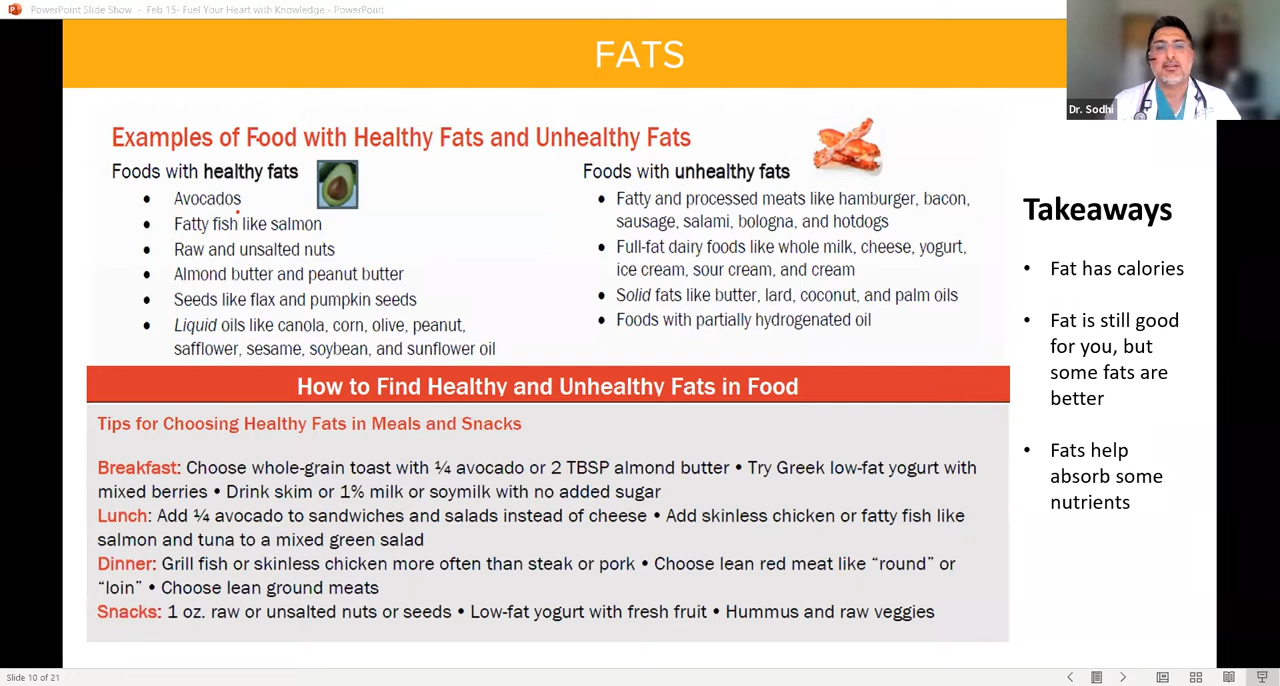 PowerPoint Slide Show - Feb 15- Fuel Your Heart with Knowledge - PowerPoint
FATS
Dr. Sodhi
Examples of Food with Healthy Fats and Unhealthy Fats
Foods with healthy fats
• Avocados
• Fatty fish like salmon
• Raw and unsalted nuts
• Almond butter and peanut butter
• Seeds like flax and pumpkin seeds
• Liquid oils like canola, corn, olive, peanut,
safflower, sesame, soybean, and sunflower oil
Foods with unhealthy fats
• Fatty and processed meats like hamburger, bacon,
sausage, salami, bologna, and hotdogs
• Full-fat dairy foods like whole milk, cheese, yogurt,
ice cream, sour cream, and cream
• Solid fats like butter, lard, coconut, and palm oils
• Foods with partially hydrogenated oil
How to Find Healthy and Unhealthy Fats in Food
Tips for Choosing Healthy Fats in Meals and Snacks
Breakfast: Choose whole-grain toast with ¼ avocado or 2 TBSP almond butter • Try Greek low-fat yogurt with
mixed berries • Drink skim or 1% milk or soymilk with no added sugar
Lunch: Add ¼ avocado to sandwiches and salads instead of cheese • Add skinless chicken or fatty fish like
salmon and tuna to a mixed green salad
Dinner: Grill fish or skinless chicken more often than steak or pork • Choose lean red meat like “round” or
“loin” • Choose lean ground meats
Snacks: 1 oz. raw or unsalted nuts or seeds • Low-fat yogurt with fresh fruit • Hummus and raw veggies
Takeaways
• Fat has calories
• Fat is still good
for you, but
some fats are
better
• Fats help
absorb some
nutrients
Slide 10 of 21